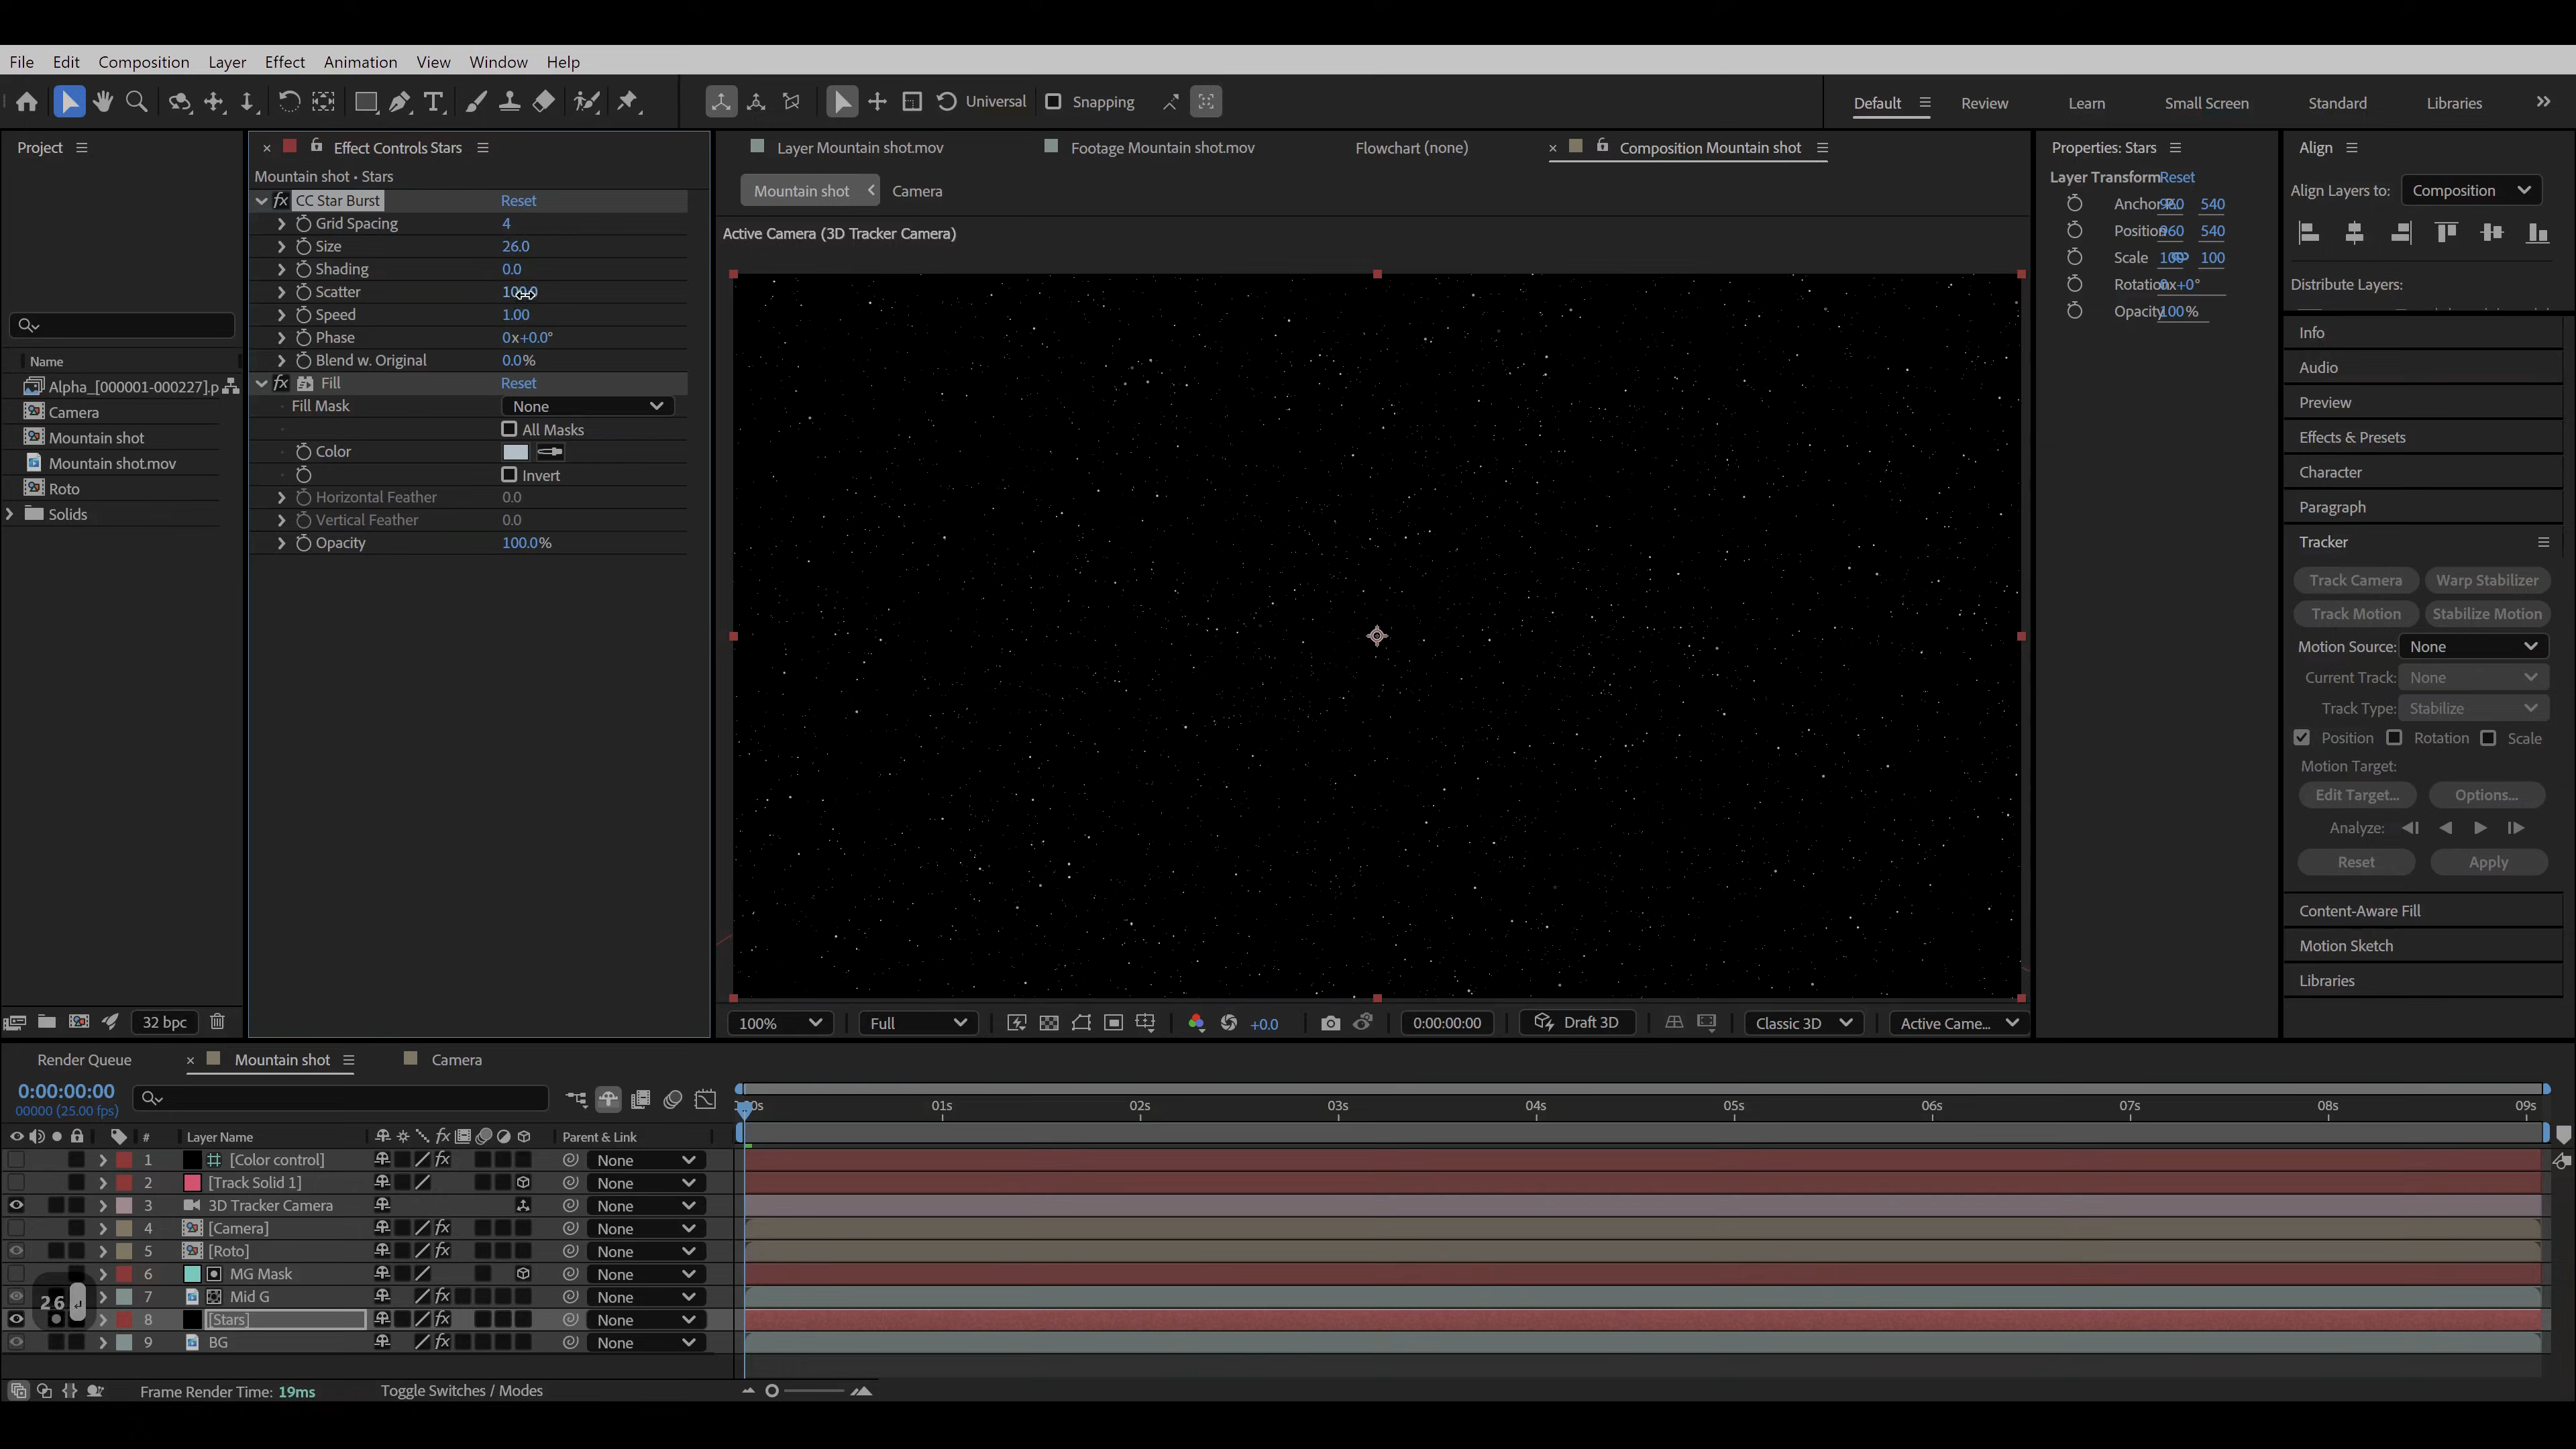 File Edit Composition Layer Effect Animation View Window Help
Universal Snapping Default Review Learn Small Screen Standard Libraries
Project
Name
Alpha_[000001-000227].p
Camera
Mountain shot
Mountain shot.mov
Roto
Solids
32 bpc
Effect Controls Stars
Mountain shot • Stars
fx CC Star Burst Reset
Grid Spacing 4
Size 26.0
Shading 0.0
Scatter 100.0
Speed 1.00
Phase 0x+0.0°
Blend w. Original 0.0%
fx Fill Reset
Fill Mask None
All Masks
Color
Invert
Horizontal Feather 0.0
Vertical Feather 0.0
Opacity 100.0%
Layer Mountain shot.mov Footage Mountain shot.mov Flowchart (none) Composition Mountain shot
Mountain shot Camera
Active Camera (3D Tracker Camera)
100% Full +0.0 0:00:00:00 Draft 3D Classic 3D Active Came...
Properties: Stars
Layer Transform Reset
Anchor P. 960 540
Position 960 540
Scale 100 100
Rotation 0x+0°
Opacity 100%
Align
Align Layers to: Composition
Distribute Layers:
Info
Audio
Preview
Effects & Presets
Character
Paragraph
Tracker
Track Camera Warp Stabilizer
Track Motion Stabilize Motion
Motion Source: None
Current Track: None
Track Type: Stabilize
Position Rotation Scale
Motion Target:
Edit Target... Options...
Analyze:
Reset Apply
Content-Aware Fill
Motion Sketch
Libraries
Render Queue Mountain shot Camera
0:00:00:00
00000 (25.00 fps)
00s 01s 02s 03s 04s 05s 06s 07s 08s 09s
# Layer Name fx Parent & Link
1 [Color control] fx None
2 [Track Solid 1] None
3 3D Tracker Camera None
4 [Camera] fx None
5 [Roto] fx None
6 MG Mask None
7 Mid G fx None
8 [Stars] fx None
9 BG fx None
26
Frame Render Time: 19ms Toggle Switches / Modes